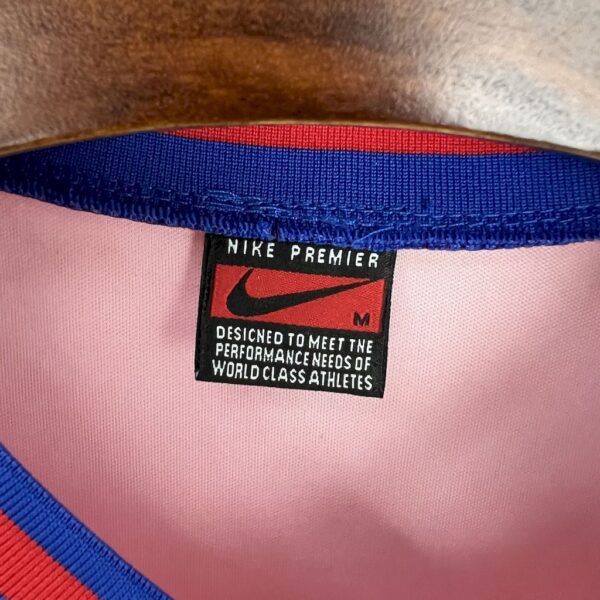 NIKE PREMIER
M
DESIGNED TO MEET THE
PERFORMANCE NEEDS OF
WORLD CLASS ATHLETES